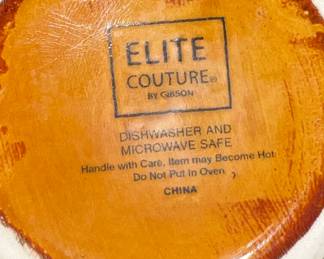 ELITE
COUTURE®
BY GIBSON
DISHWASHER AND
MICROWAVE SAFE
Handle with Care, Item may Become Hot
Do Not Put In Oven
CHINA